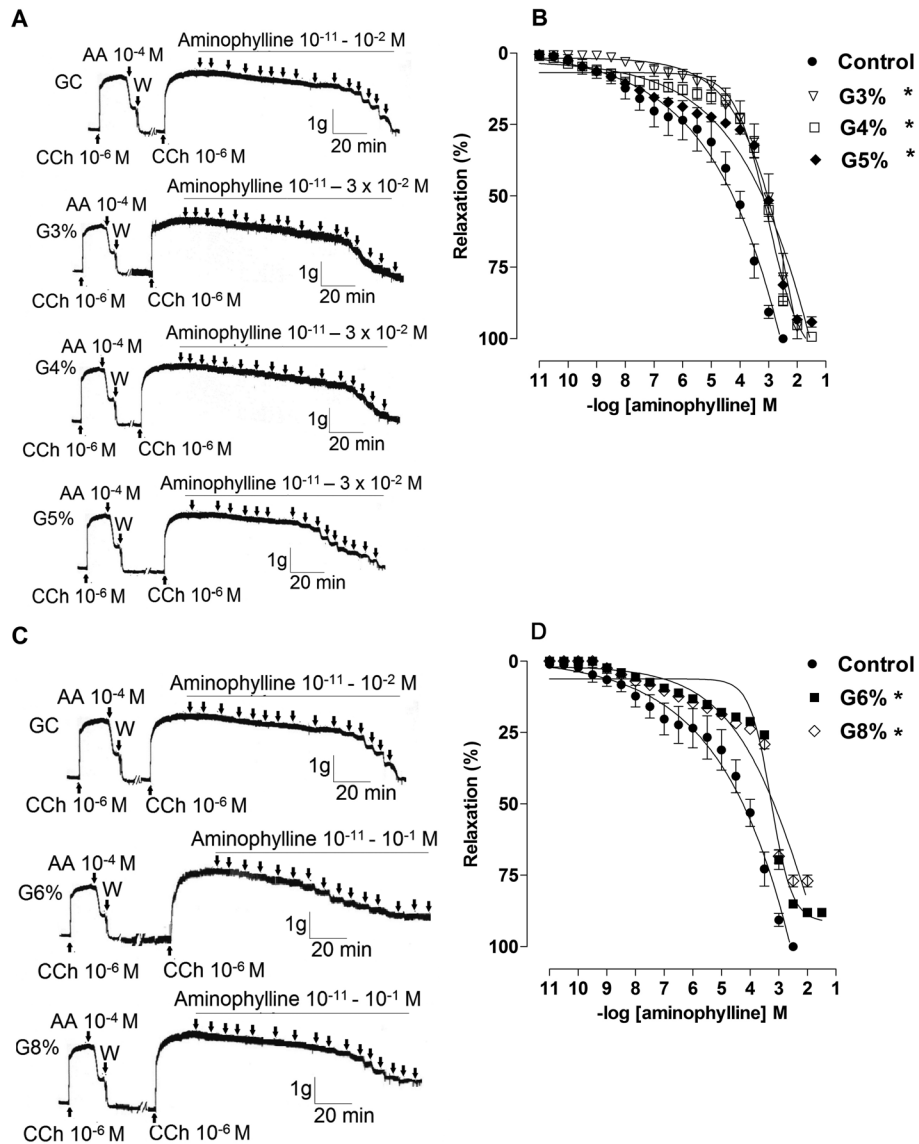 A
Aminophylline 10⁻¹¹ - 10⁻² M
AA 10⁻⁴ M
GC
W
1g
20 min
CCh 10⁻⁶ M
CCh 10⁻⁶ M
Aminophylline 10⁻¹¹ – 3 x 10⁻² M
AA 10⁻⁴ M
G3%
W
1g
20 min
CCh 10⁻⁶ M
CCh 10⁻⁶ M
Aminophylline 10⁻¹¹ – 3 x 10⁻² M
AA 10⁻⁴ M
G4%
W
1g
20 min
CCh 10⁻⁶ M
CCh 10⁻⁶ M
Aminophylline 10⁻¹¹ – 3 x 10⁻² M
AA 10⁻⁴ M
G5%
W
1g
20 min
CCh 10⁻⁶ M
CCh 10⁻⁶ M
B
Control
G3% *
G4% *
G5% *
Relaxation (%)
0
25
50
75
100
11 10 9 8 7 6 5 4 3 2 1
-log [aminophylline] M
C
Aminophylline 10⁻¹¹ - 10⁻² M
AA 10⁻⁴ M
GC
W
1g
20 min
CCh 10⁻⁶ M
CCh 10⁻⁶ M
Aminophylline 10⁻¹¹ - 10⁻¹ M
AA 10⁻⁴ M
G6%
W
1g
20 min
CCh 10⁻⁶ M
CCh 10⁻⁶ M
Aminophylline 10⁻¹¹ - 10⁻¹ M
AA 10⁻⁴ M
G8%
W
1g
20 min
CCh 10⁻⁶ M
CCh 10⁻⁶ M
D
Control
G6% *
G8% *
Relaxation (%)
0
25
50
75
100
11 10 9 8 7 6 5 4 3 2 1
-log [aminophylline] M